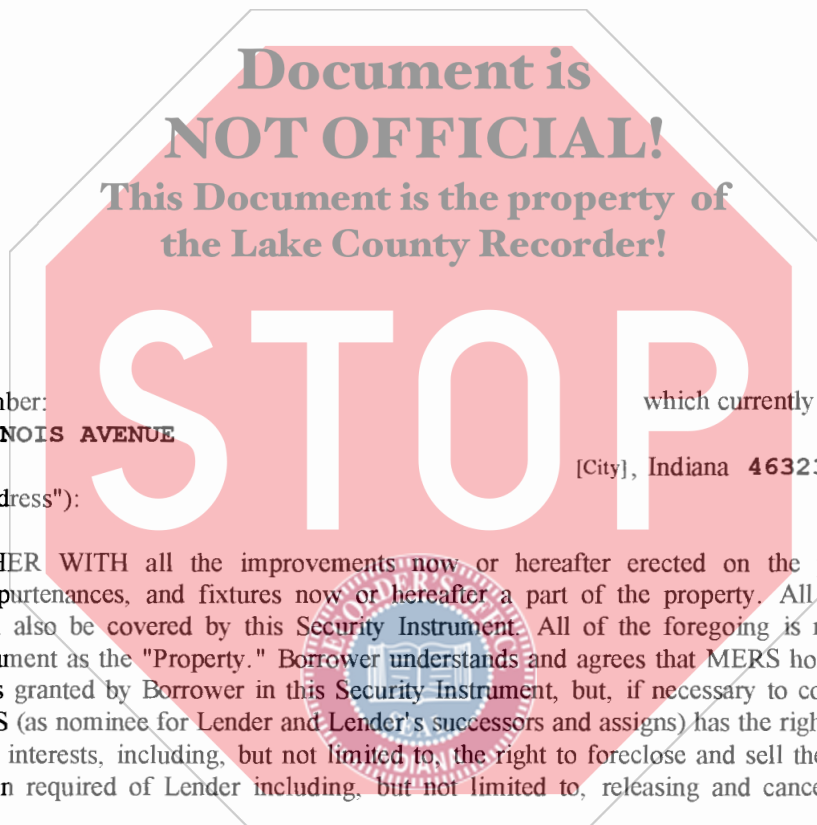 Document is
NOT OFFICIAL!
This Document is the property of
the Lake County Recorder!
STOP
mber: which currently
NOIS AVENUE
[City], Indiana 46323
dress"):
HER WITH all the improvements now or hereafter erected on the
purtenances, and fixtures now or hereafter a part of the property. All
also be covered by this Security Instrument. All of the foregoing is
ument as the "Property." Borrower understands and agrees that MERS ho
s granted by Borrower in this Security Instrument, but, if necessary to co
S (as nominee for Lender and Lender's successors and assigns) has the righ
interests, including, but not limited to, the right to foreclose and sell the
n required of Lender including, but not limited to, releasing and cance
RECORDER'S OFFICE
SEAL
INDIANA